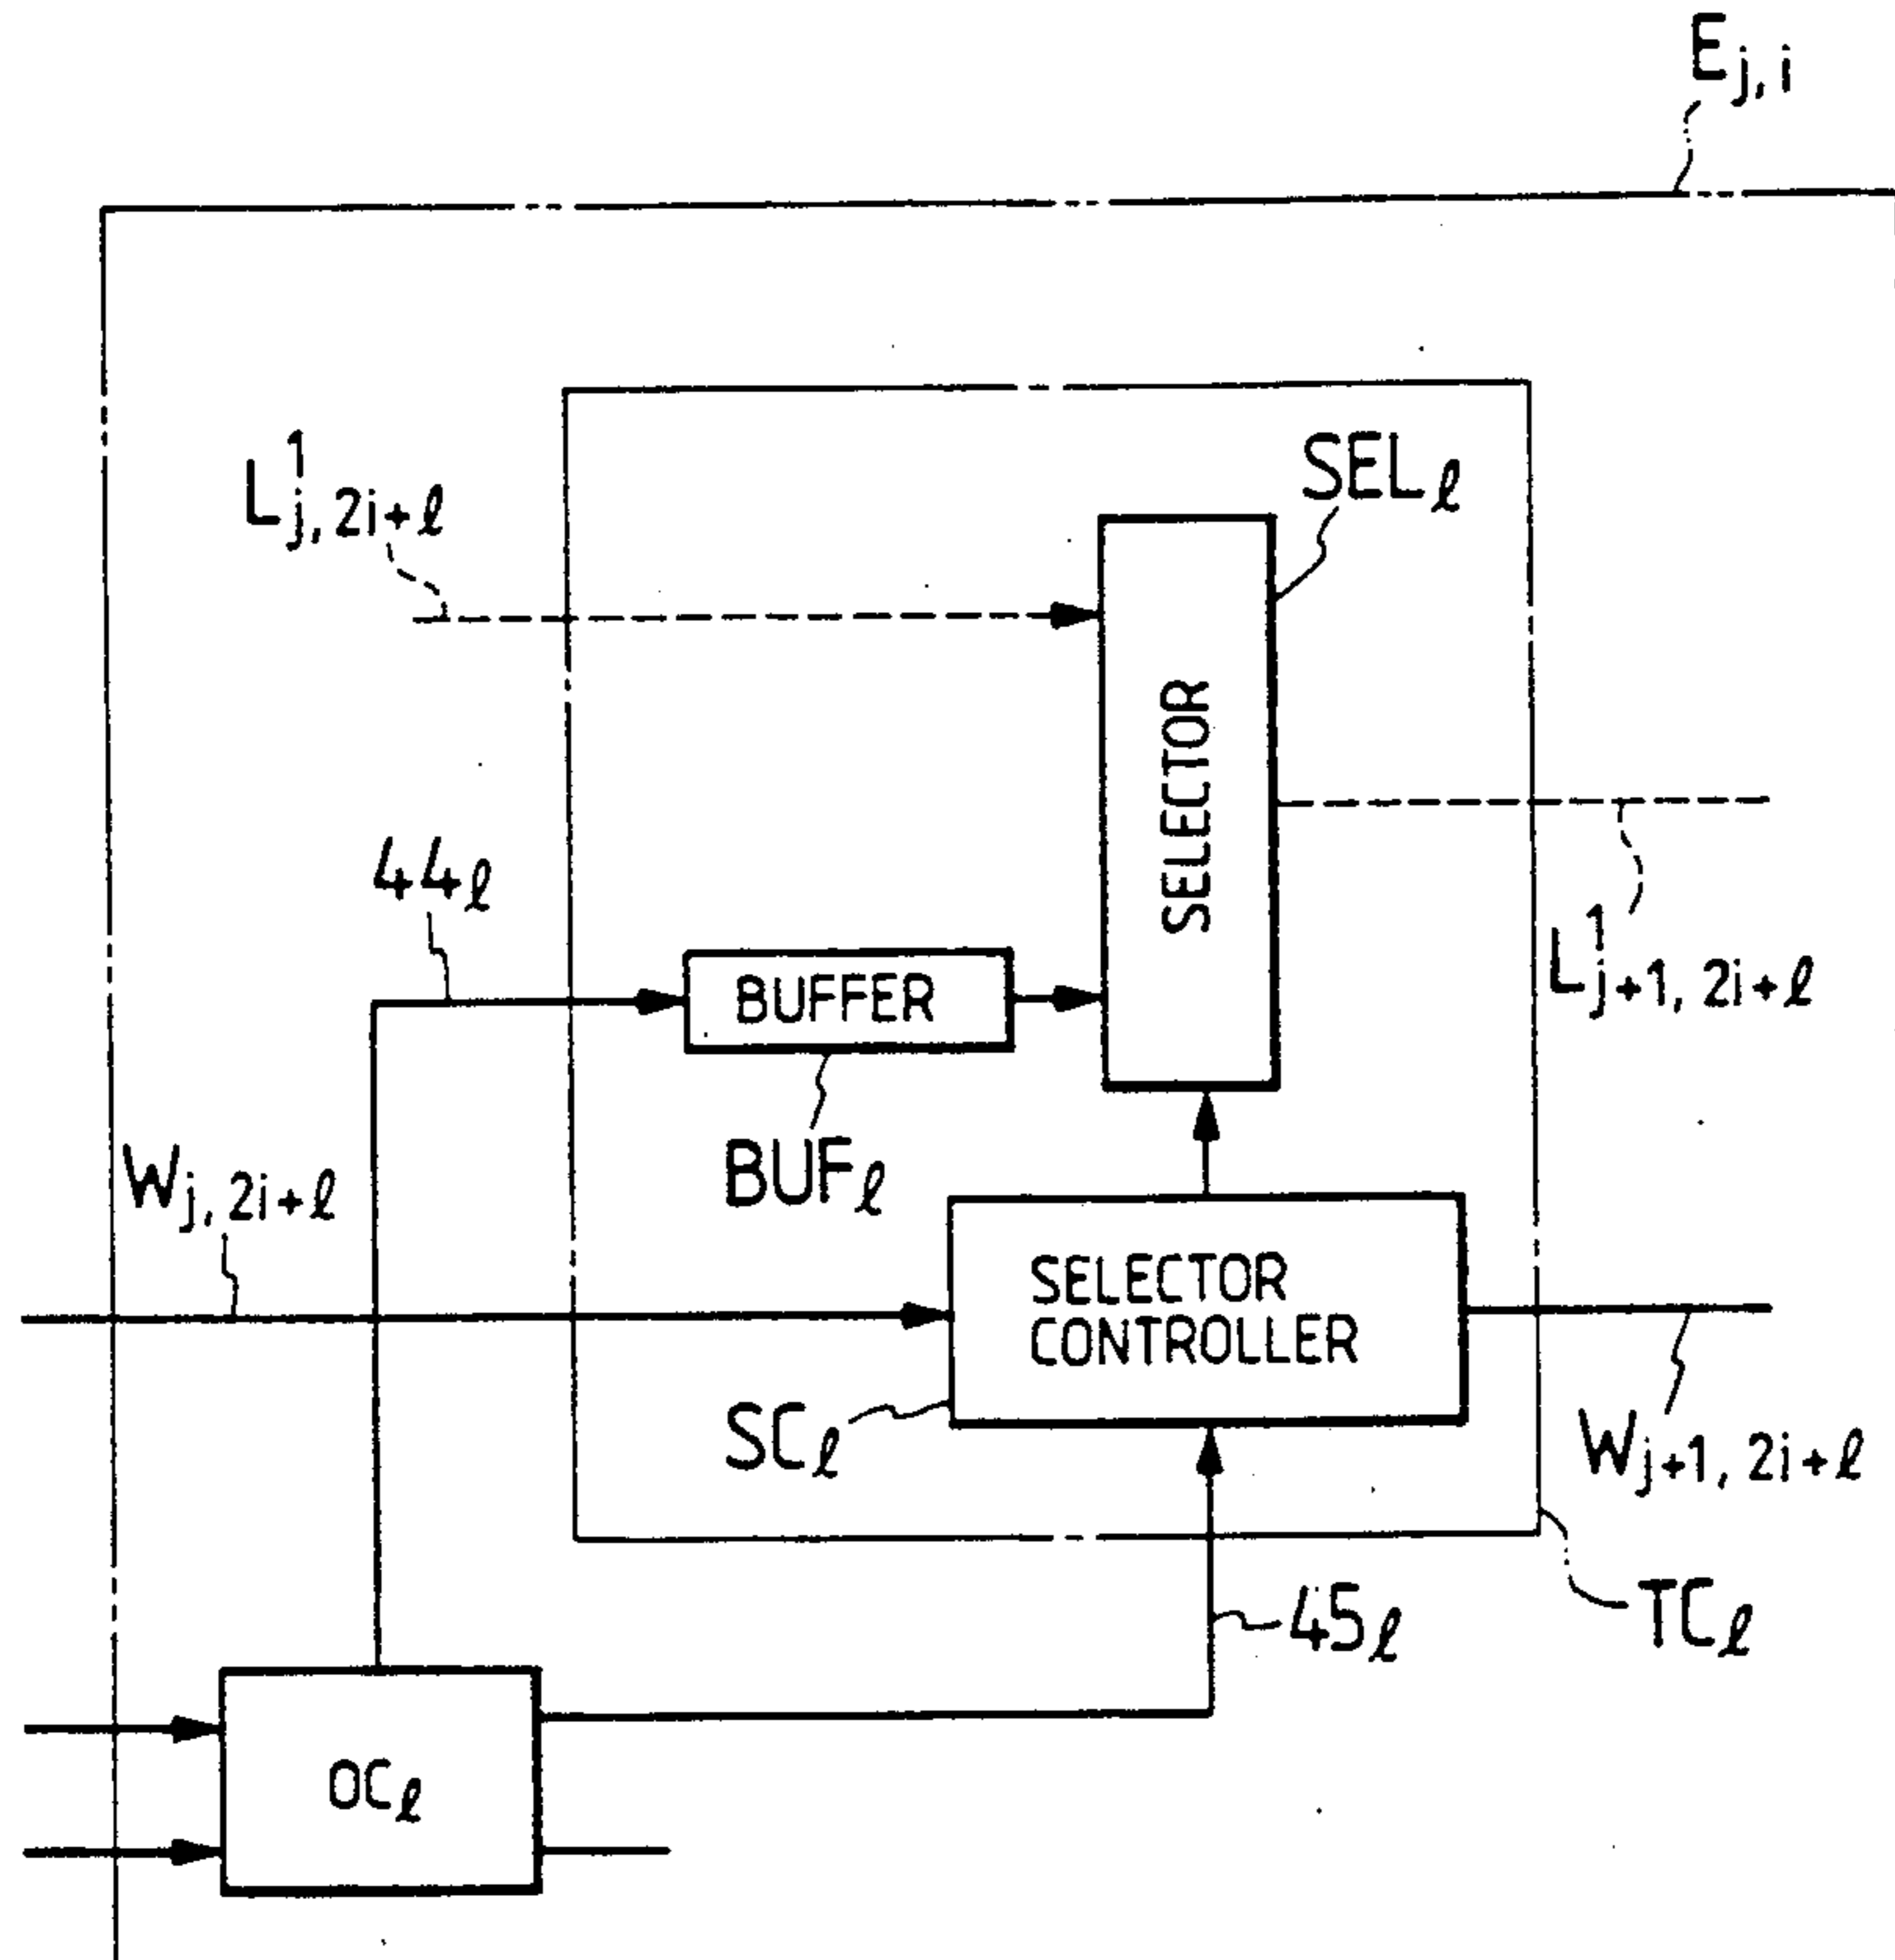 Ej, i
L¹j, 2i+ℓ
SELℓ
SELECTOR
44ℓ
L¹j+1, 2i+ℓ
BUFFER
BUFℓ
Wj, 2i+ℓ
SELECTOR
CONTROLLER
SCℓ
Wj+1, 2i+ℓ
45ℓ
TCℓ
OCℓ